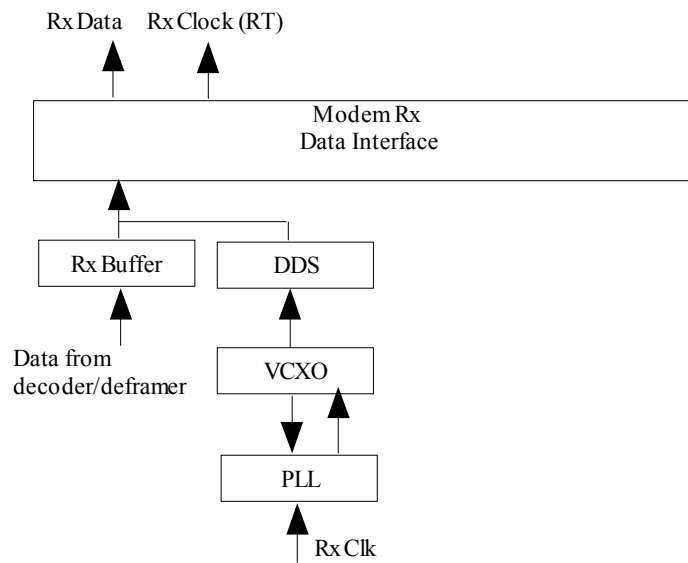 Rx Data
Rx Clock (RT)
Modem Rx
Data Interface
Rx Buffer
DDS
Data from
decoder/deframer
VCXO
PLL
Rx Clk